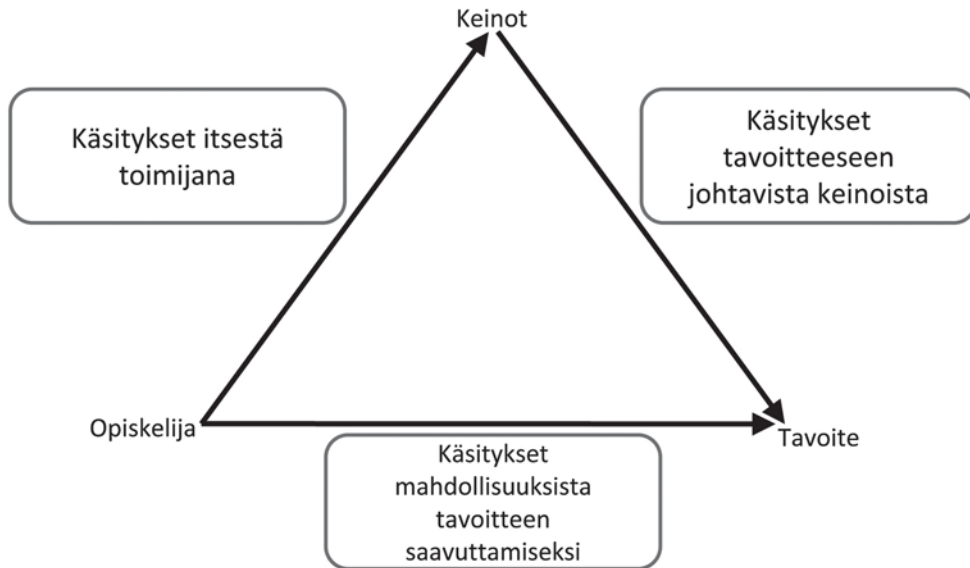 Keinot
Käsitykset itsestä
toimijana
Käsitykset
tavoitteeseen
johtavista keinoista
Opiskelija
Tavoite
Käsitykset
mahdollisuuksista
tavoitteen
saavuttamiseksi